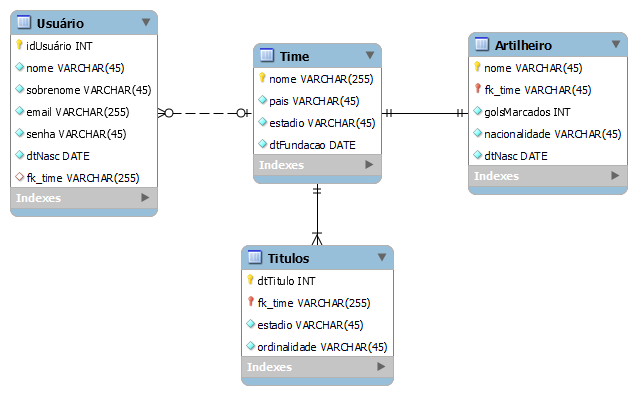 Usuário
idUsuário INT
nome VARCHAR(45)
sobrenome VARCHAR(45)
email VARCHAR(255)
senha VARCHAR(45)
dtNasc DATE
fk_time VARCHAR(255)
Indexes
Time
nome VARCHAR(255)
pais VARCHAR(45)
estadio VARCHAR(45)
dtFundacao DATE
Indexes
Artilheiro
nome VARCHAR(45)
fk_time VARCHAR(45)
golsMarcados INT
nacionalidade VARCHAR(45)
dtNasc DATE
Indexes
Titulos
dtTitulo INT
fk_time VARCHAR(255)
estadio VARCHAR(45)
ordinalidade VARCHAR(45)
Indexes